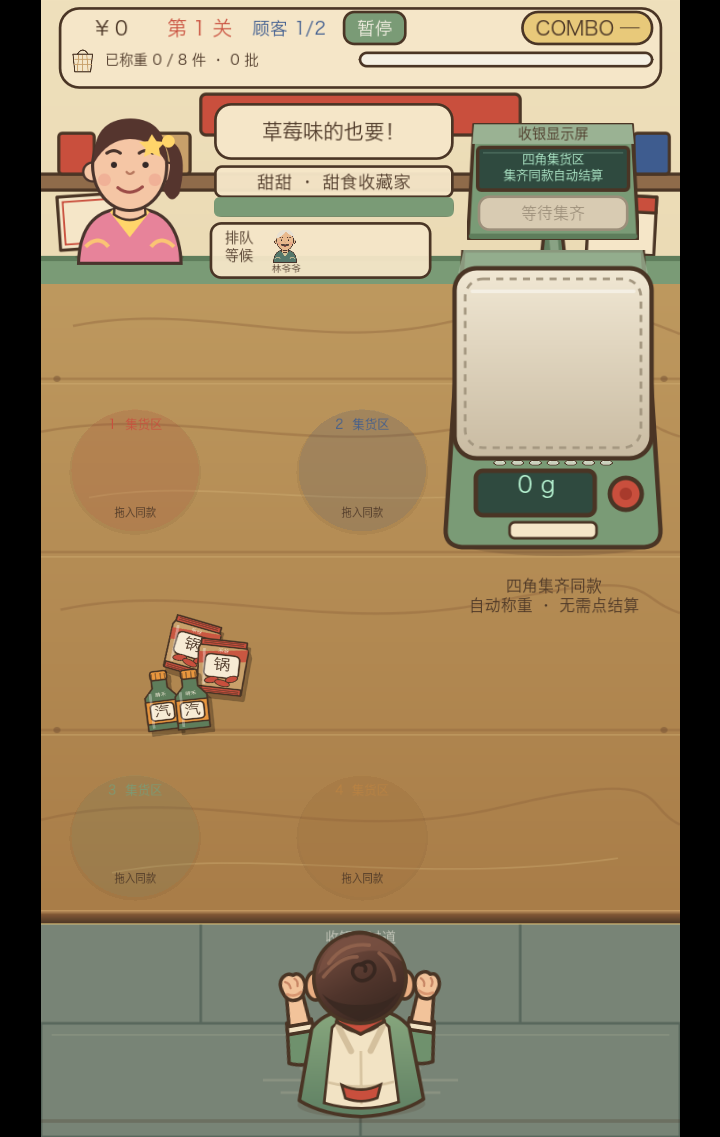 ¥0 第1关 顾客 1/2 暂停 COMBO —
已称重 0/8 件 · 0 批
草莓味的也要！
甜甜 · 甜食收藏家
排队
等候
林爷爷
收银显示屏
四角集货区
集齐同款自动结算
等待集齐
0 g
四角集齐同款
自动称重 · 无需点结算
1 集货区
拖入同款
2 集货区
拖入同款
锅
锅
汽
汽
3 集货区
拖入同款
4 集货区
拖入同款